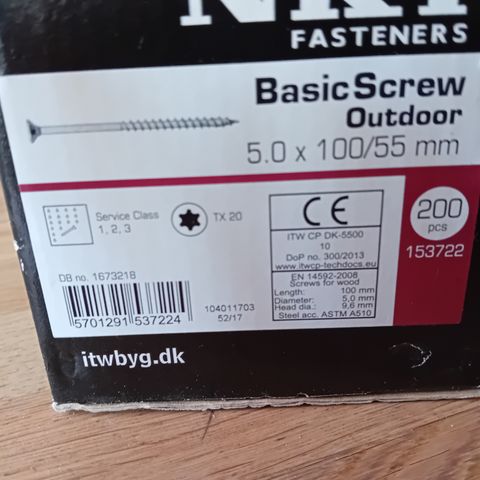 NKT
FASTENERS
BasicScrew
Outdoor
5.0 x 100/55 mm
Service Class
1, 2, 3
TX 20
CE
ITW CP DK-5500
10
DoP no. 300/2013
www.itwcp-techdocs.eu
EN 14592-2008
Screws for wood
Length: 100 mm
Diameter: 5,0 mm
Head dia.: 9,6 mm
Steel acc. ASTM A510
200
pcs
153722
DB no. 1673218
5701291 537224
104011703
52/17
itwbyg.dk